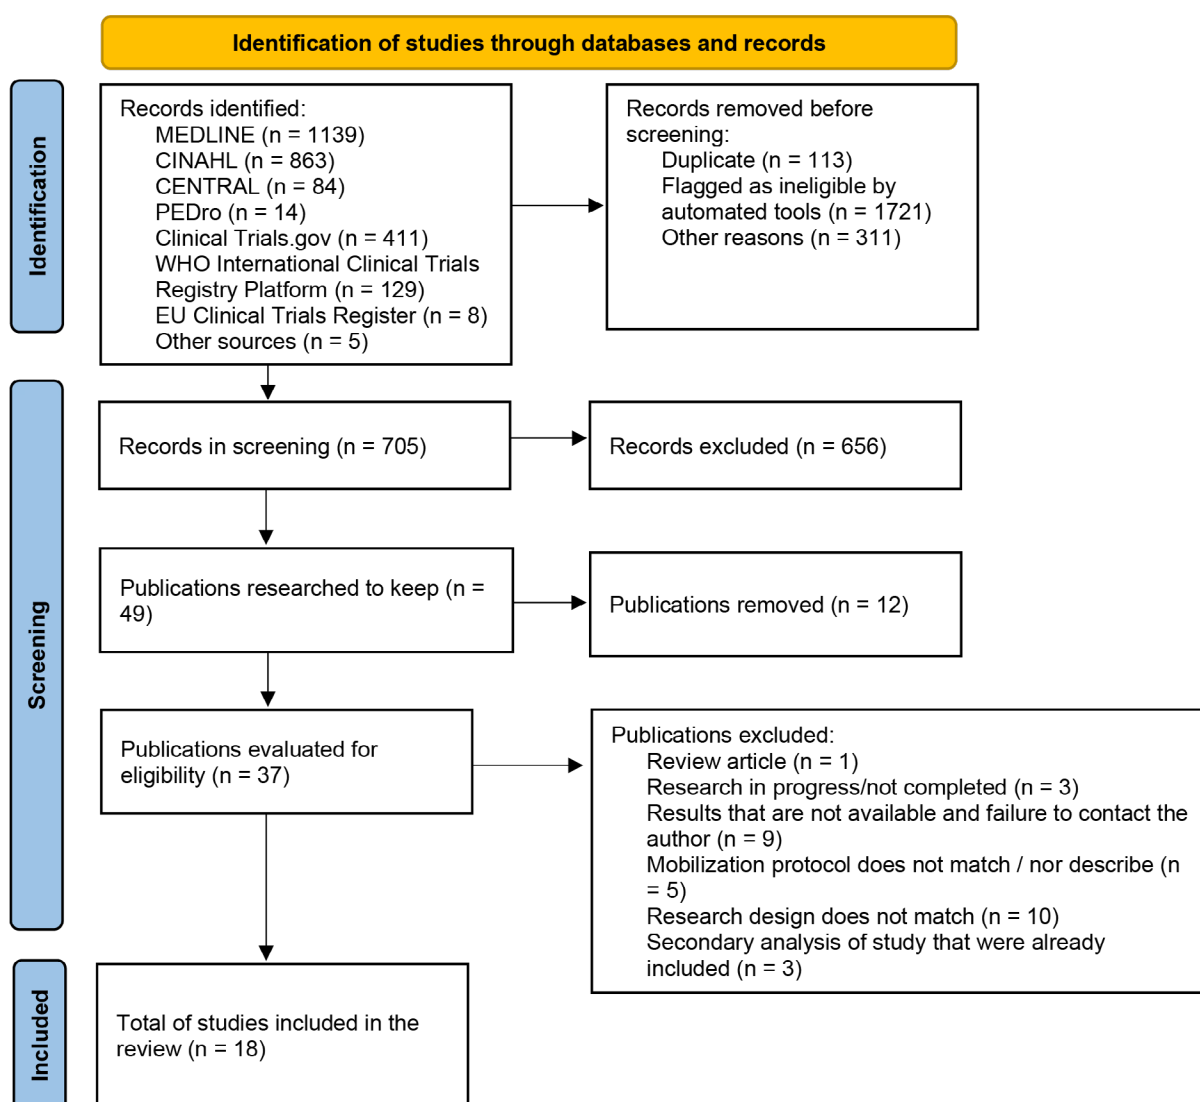 Identification of studies through databases and records
Identification
Records identified:
MEDLINE (n = 1139)
CINAHL (n = 863)
CENTRAL (n = 84)
PEDro (n = 14)
Clinical Trials.gov (n = 411)
WHO International Clinical Trials
Registry Platform (n = 129)
EU Clinical Trials Register (n = 8)
Other sources (n = 5)
Records removed before
screening:
Duplicate (n = 113)
Flagged as ineligible by
automated tools (n = 1721)
Other reasons (n = 311)
Screening
Records in screening (n = 705)
Records excluded (n = 656)
Publications researched to keep (n =
49)
Publications removed (n = 12)
Publications evaluated for
eligibility (n = 37)
Publications excluded:
Review article (n = 1)
Research in progress/not completed (n = 3)
Results that are not available and failure to contact the
author (n = 9)
Mobilization protocol does not match / nor describe (n
= 5)
Research design does not match (n = 10)
Secondary analysis of study that were already
included (n = 3)
Included
Total of studies included in the
review (n = 18)